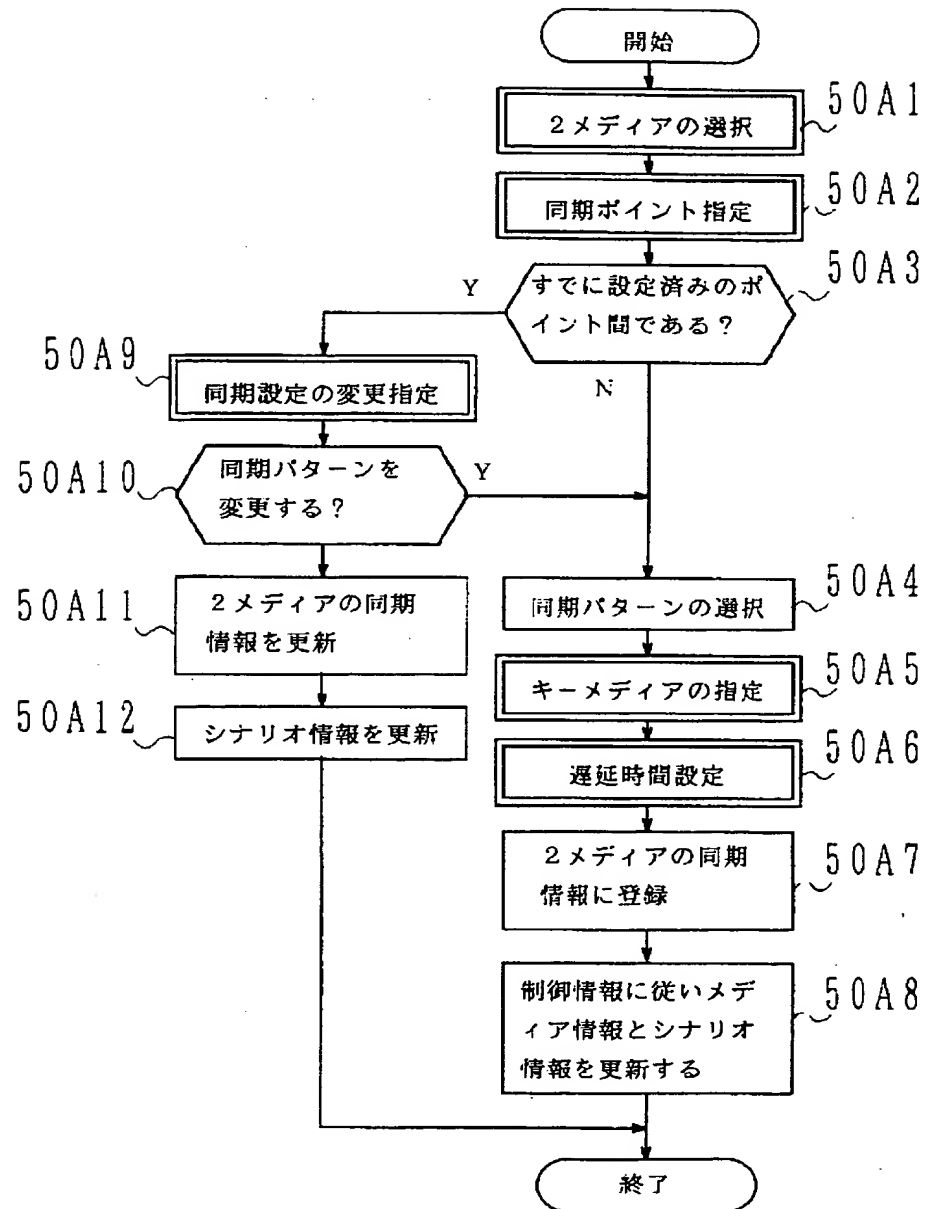 開始
２メディアの選択
50A1
同期ポイント指定
50A2
すでに設定済みのポ
イント間である？
50A3
Y
N
50A9
同期設定の変更指定
50A10
同期パターンを
変更する？
Y
50A11
２メディアの同期
情報を更新
50A12
シナリオ情報を更新
同期パターンの選択
50A4
キーメディアの指定
50A5
遅延時間設定
50A6
２メディアの同期
情報に登録
50A7
制御情報に従いメデ
ィア情報とシナリオ
情報を更新する
50A8
終了